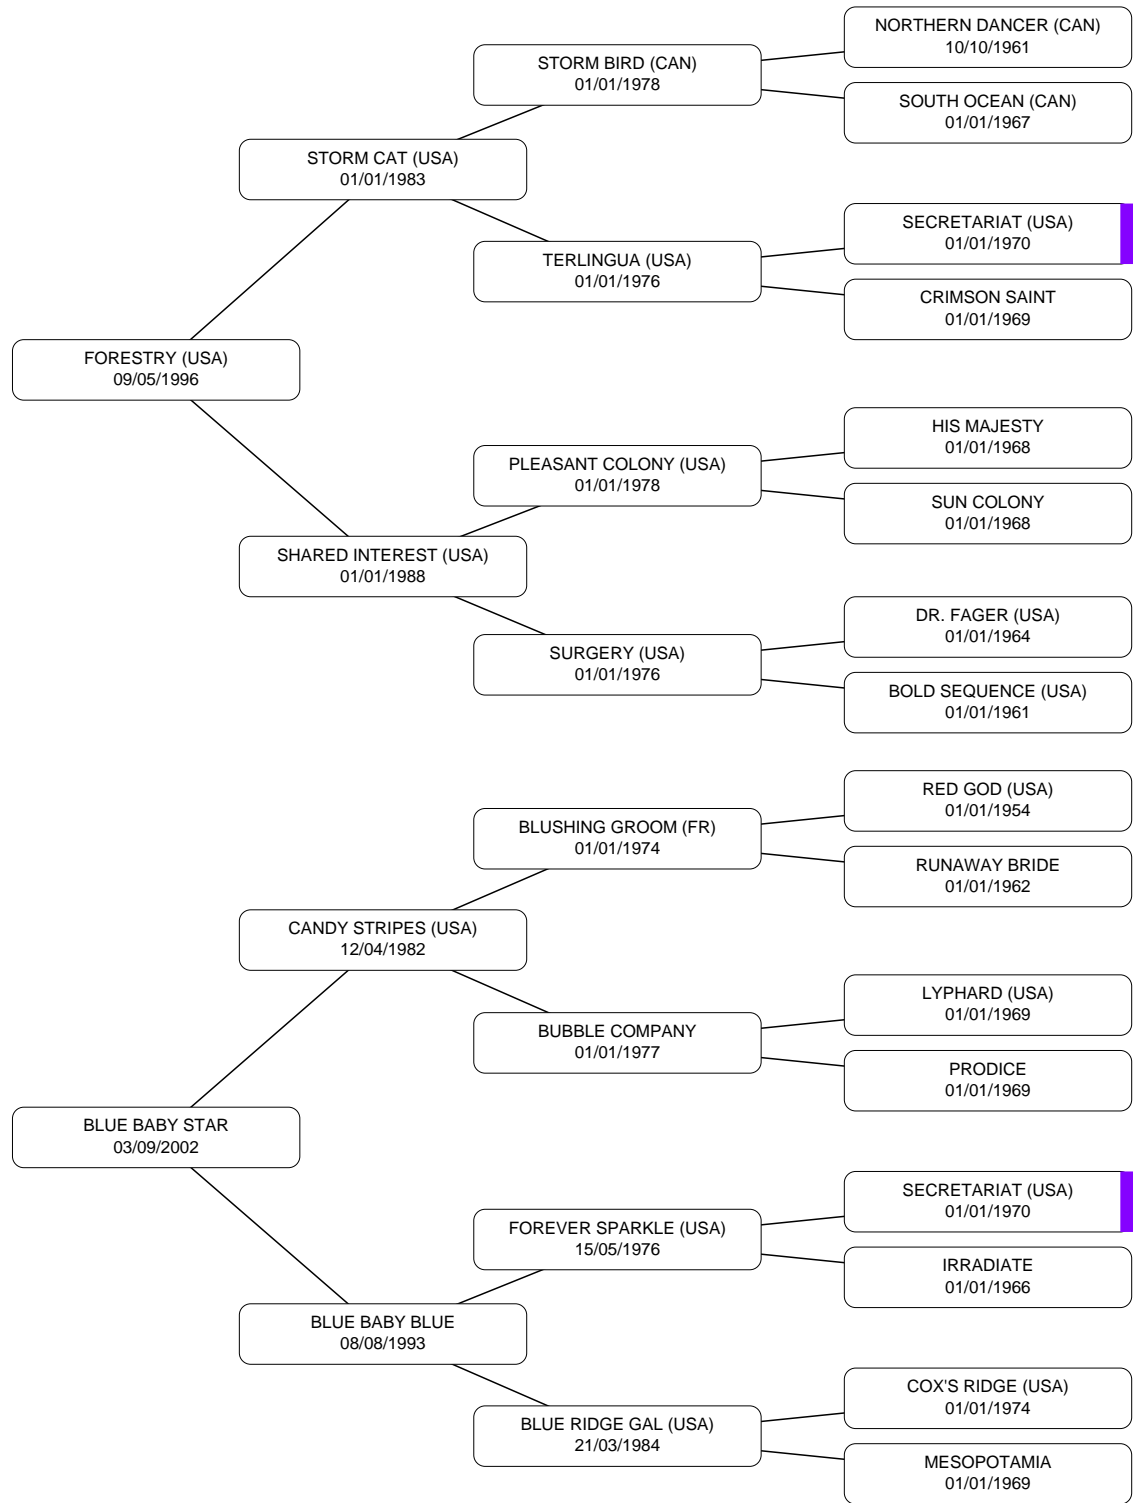 NORTHERN DANCER (CAN)
10/10/1961
STORM BIRD (CAN)
01/01/1978
SOUTH OCEAN (CAN)
01/01/1967
STORM CAT (USA)
01/01/1983
SECRETARIAT (USA)
01/01/1970
TERLINGUA (USA)
01/01/1976
CRIMSON SAINT
01/01/1969
FORESTRY (USA)
09/05/1996
HIS MAJESTY
01/01/1968
PLEASANT COLONY (USA)
01/01/1978
SUN COLONY
01/01/1968
SHARED INTEREST (USA)
01/01/1988
DR. FAGER (USA)
01/01/1964
SURGERY (USA)
01/01/1976
BOLD SEQUENCE (USA)
01/01/1961
RED GOD (USA)
01/01/1954
BLUSHING GROOM (FR)
01/01/1974
RUNAWAY BRIDE
01/01/1962
CANDY STRIPES (USA)
12/04/1982
LYPHARD (USA)
01/01/1969
BUBBLE COMPANY
01/01/1977
PRODICE
01/01/1969
BLUE BABY STAR
03/09/2002
SECRETARIAT (USA)
01/01/1970
FOREVER SPARKLE (USA)
15/05/1976
IRRADIATE
01/01/1966
BLUE BABY BLUE
08/08/1993
COX'S RIDGE (USA)
01/01/1974
BLUE RIDGE GAL (USA)
21/03/1984
MESOPOTAMIA
01/01/1969